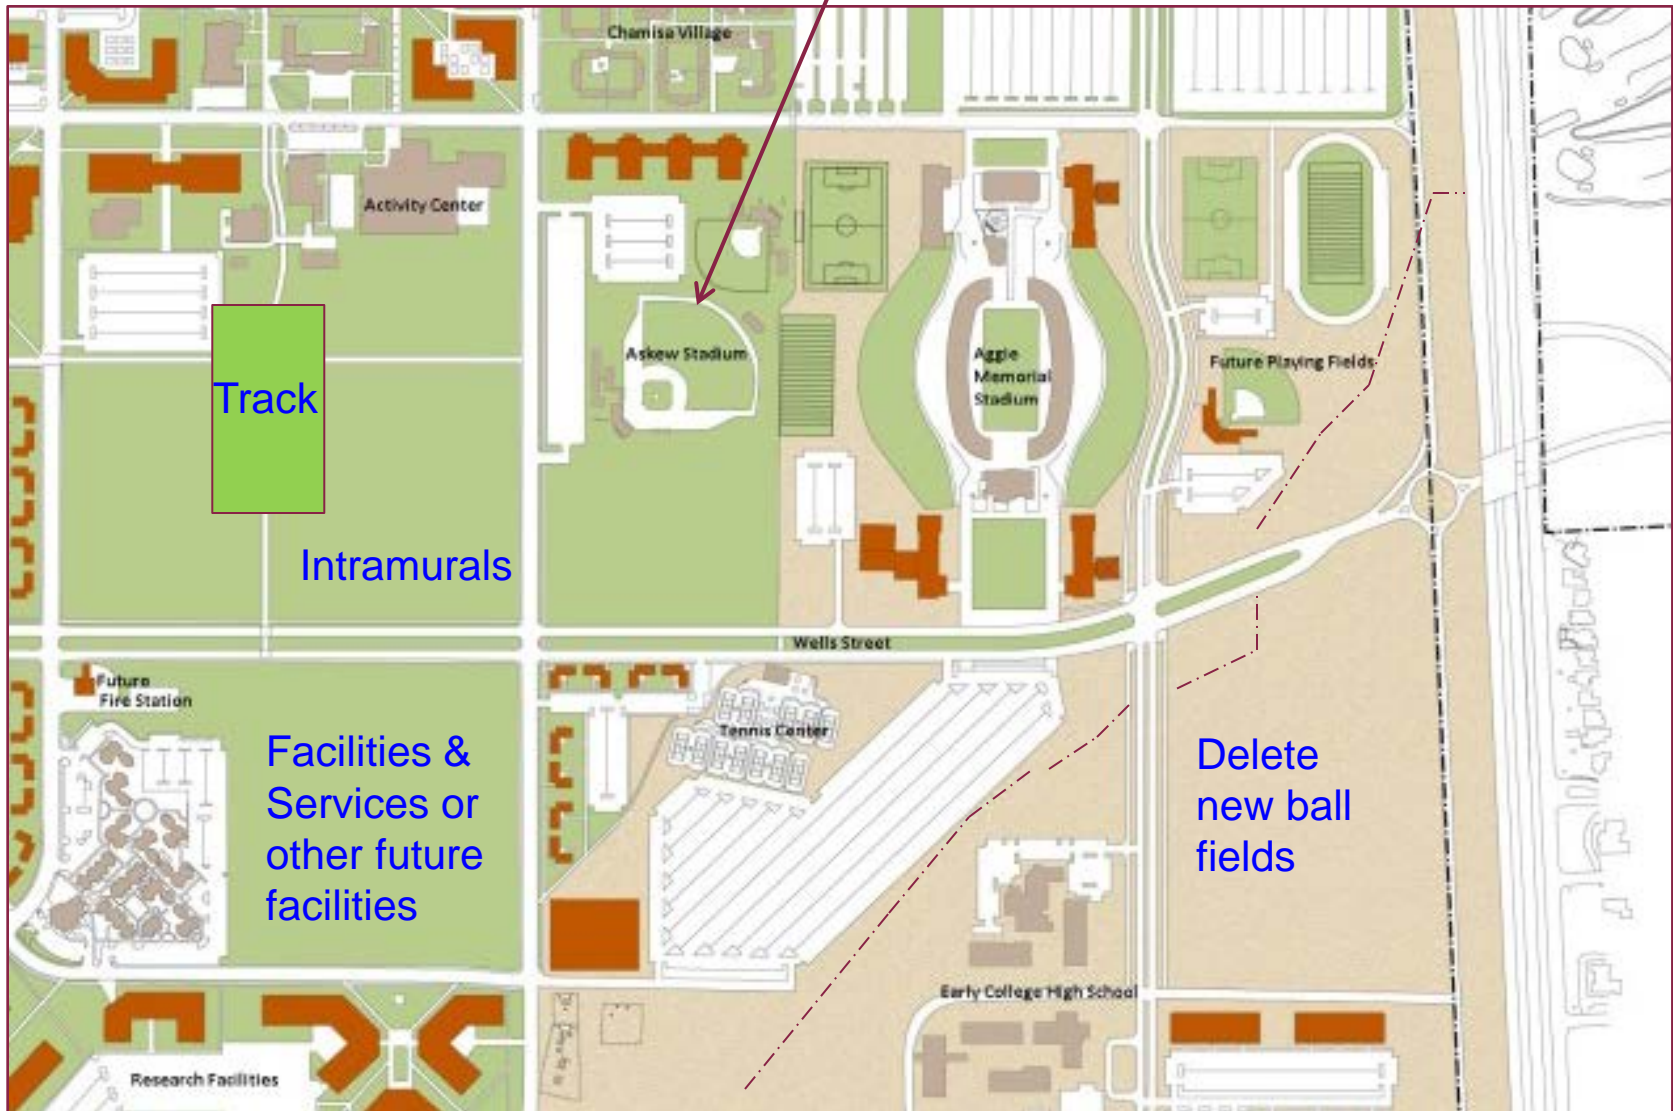 Chamisa Village
Activity Center
Askew Stadium
Aggie
Memorial
Stadium
Future Playing Fields
Track
Intramurals
Wells Street
Future
Fire Station
Tennis Center
Facilities &
Services or
other future
facilities
Delete
new ball
fields
Early College High School
Research Facilities